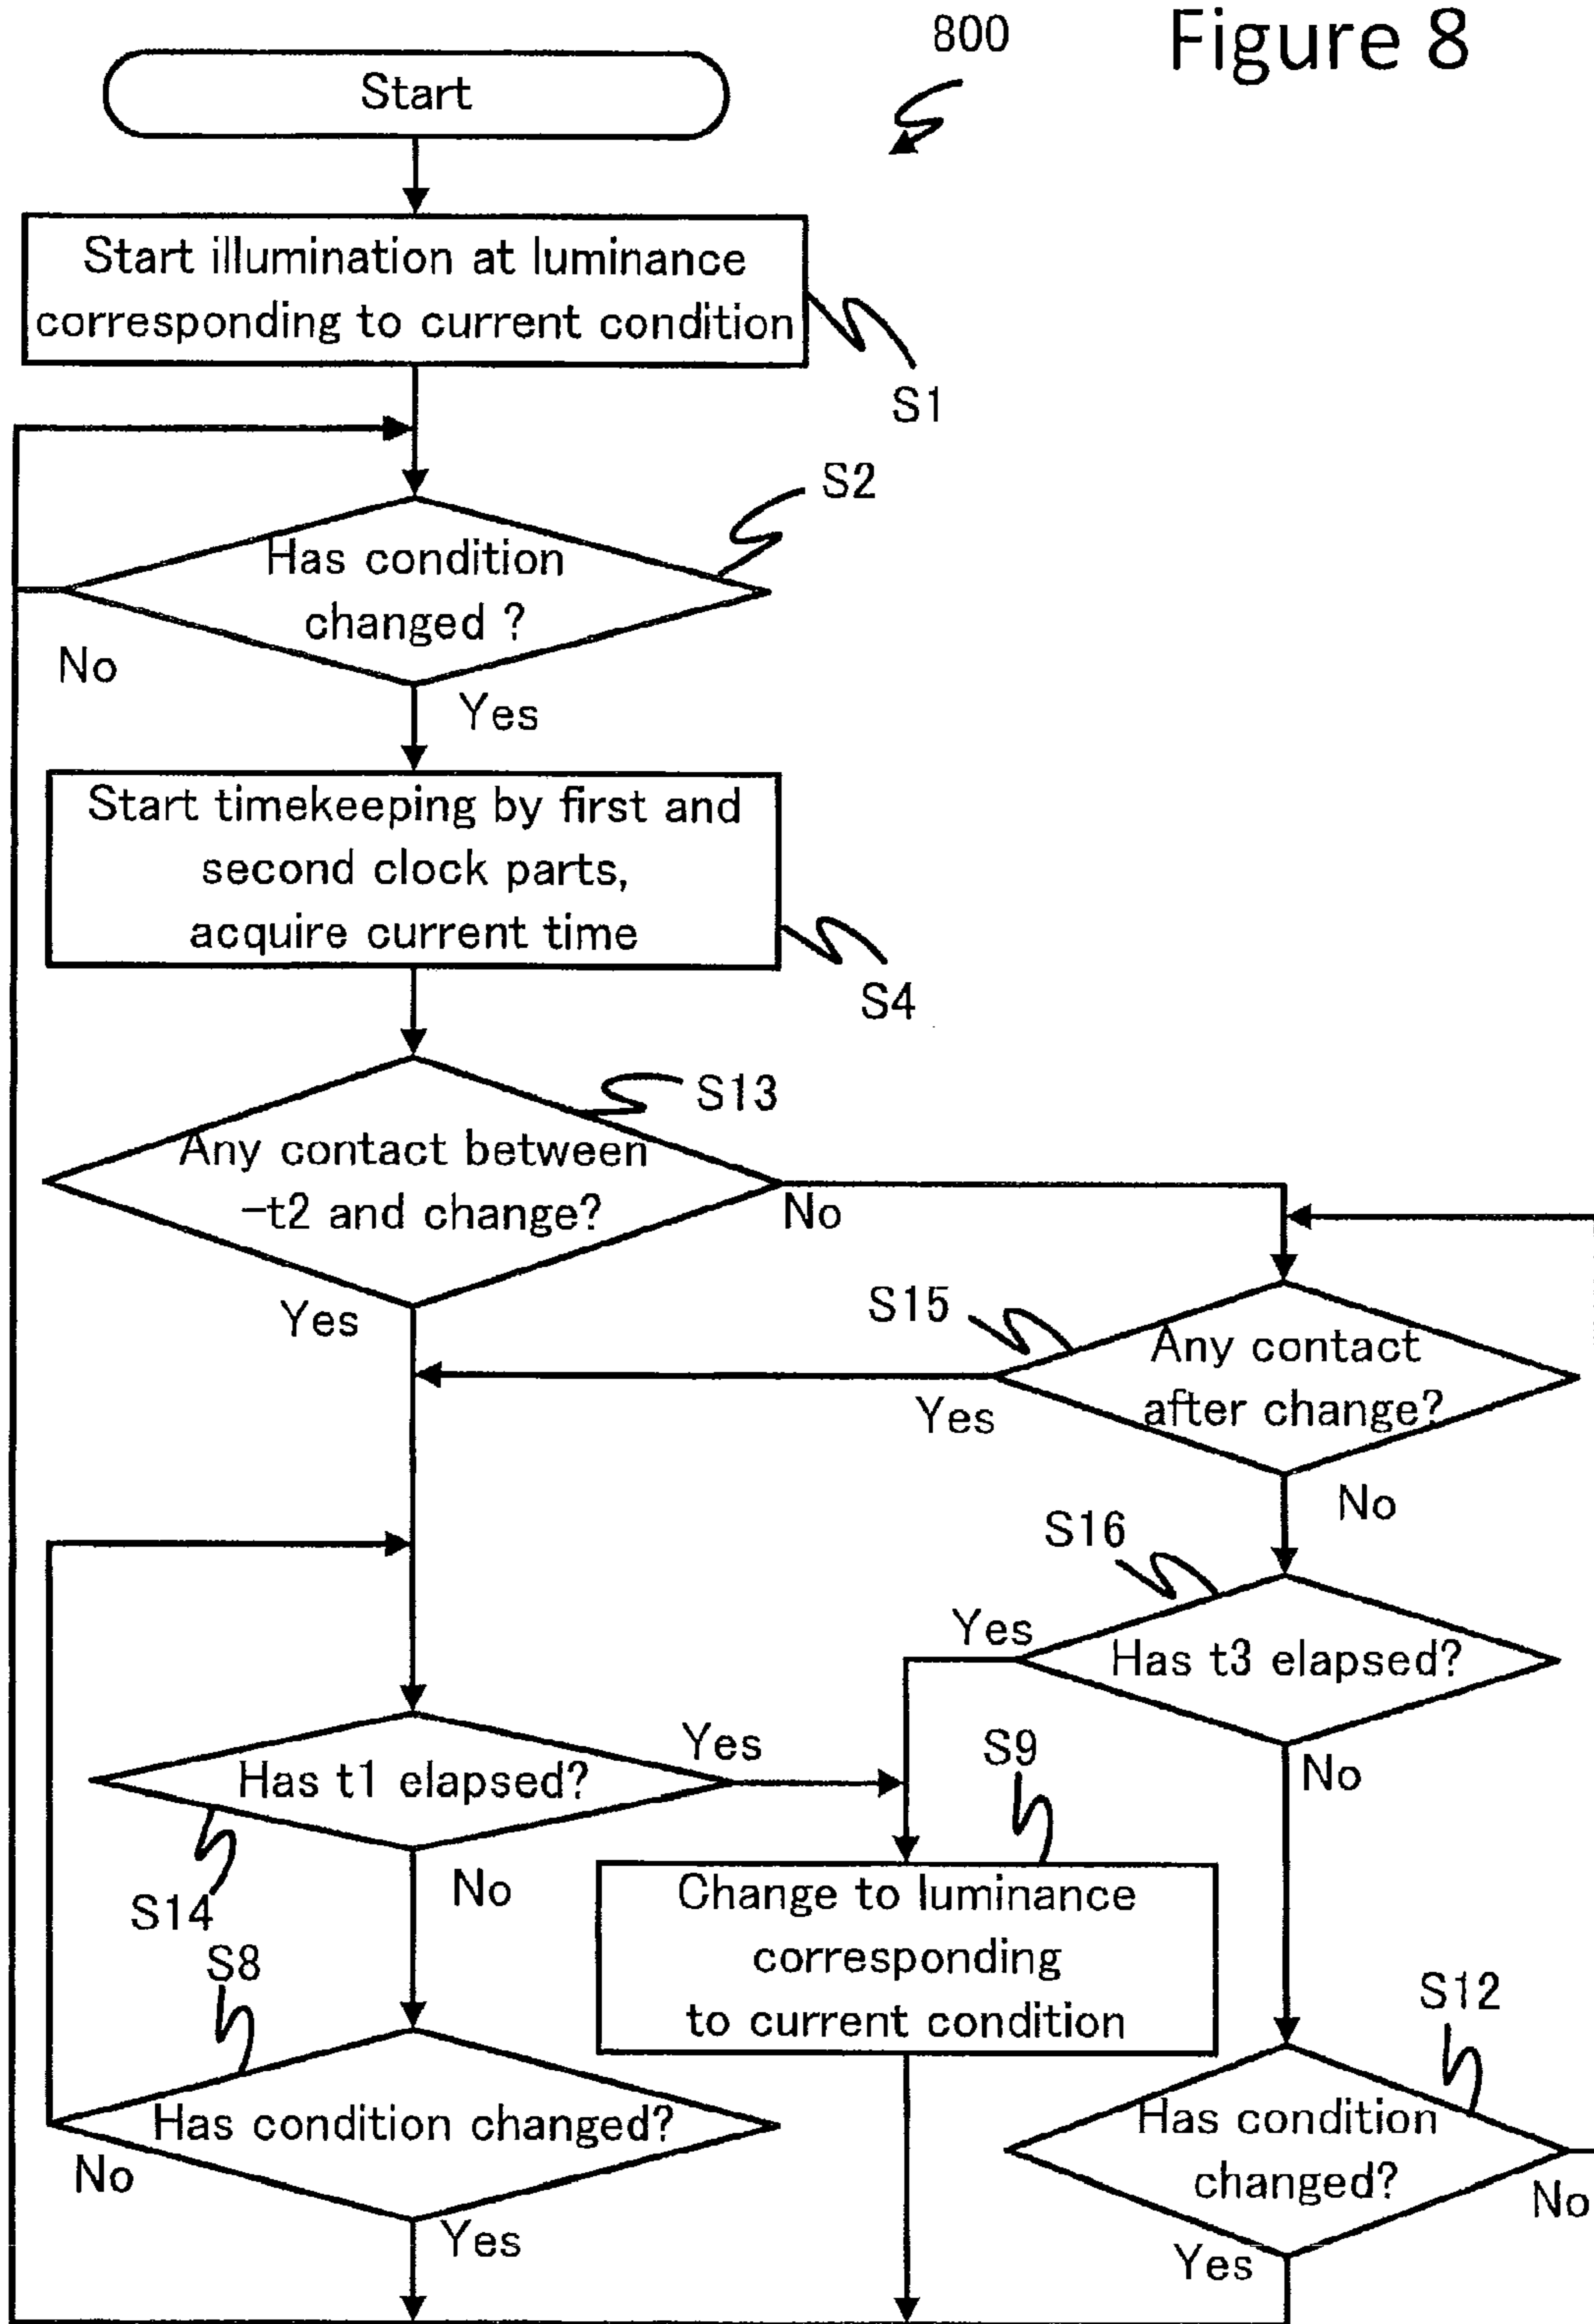 800
Figure 8
Start
Start illumination at luminance
corresponding to current condition
S1
S2
Has condition
changed ?
No
Yes
Start timekeeping by first and
second clock parts,
acquire current time
S4
S13
Any contact between
-t2 and change?
No
Yes
S15
Any contact
after change?
Yes
No
S16
Yes
Has t3 elapsed?
No
Yes
Has t1 elapsed?
S14
No
S9
Change to luminance
corresponding
to current condition
S8
Has condition changed?
No
Yes
S12
Has condition
changed?
No
Yes